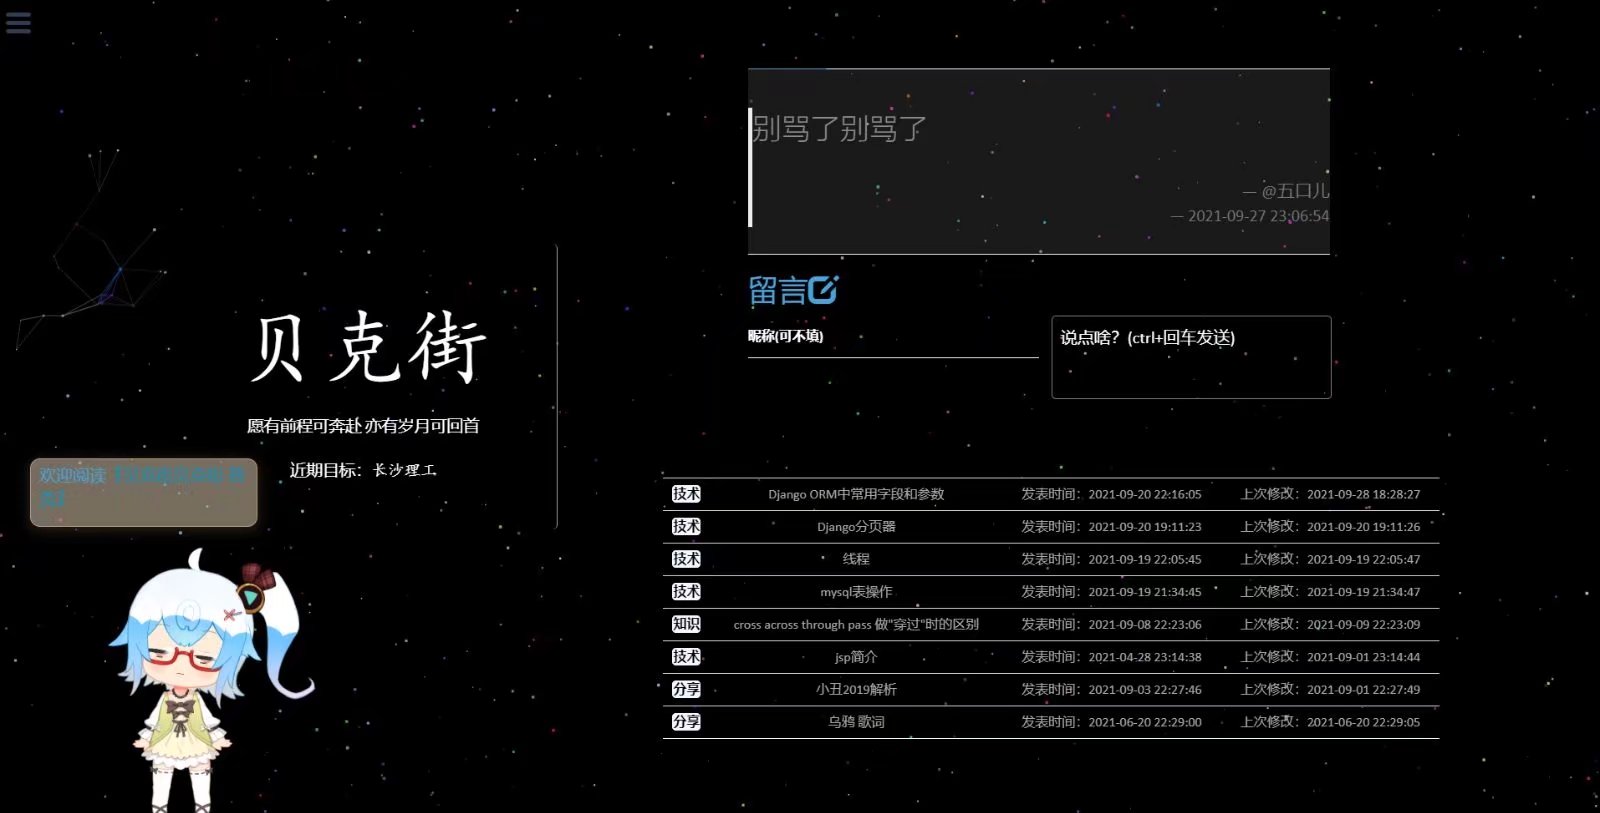 贝克街
愿有前程可奔赴 亦有岁月可回首
近期目标：长沙理工
欢迎阅读
别骂了别骂了
— @五口儿
— 2021-09-27 23:06:54
留言
昵称(可不填)
说点啥？(ctrl+回车发送)
技术 Django ORM中常用字段和参数 发表时间：2021-09-20 22:16:05 上次修改：2021-09-28 18:28:27
技术 Django分页器 发表时间：2021-09-20 19:11:23 上次修改：2021-09-20 19:11:26
技术 线程 发表时间：2021-09-19 22:05:45 上次修改：2021-09-19 22:05:47
技术 mysql表操作 发表时间：2021-09-19 21:34:45 上次修改：2021-09-19 21:34:47
知识 cross across through pass 做"穿过"时的区别 发表时间：2021-09-08 22:23:06 上次修改：2021-09-09 22:23:09
技术 jsp简介 发表时间：2021-04-28 23:14:38 上次修改：2021-09-01 23:14:44
分享 小丑2019解析 发表时间：2021-09-03 22:27:46 上次修改：2021-09-01 22:27:49
分享 乌鸦 歌词 发表时间：2021-06-20 22:29:00 上次修改：2021-06-20 22:29:05